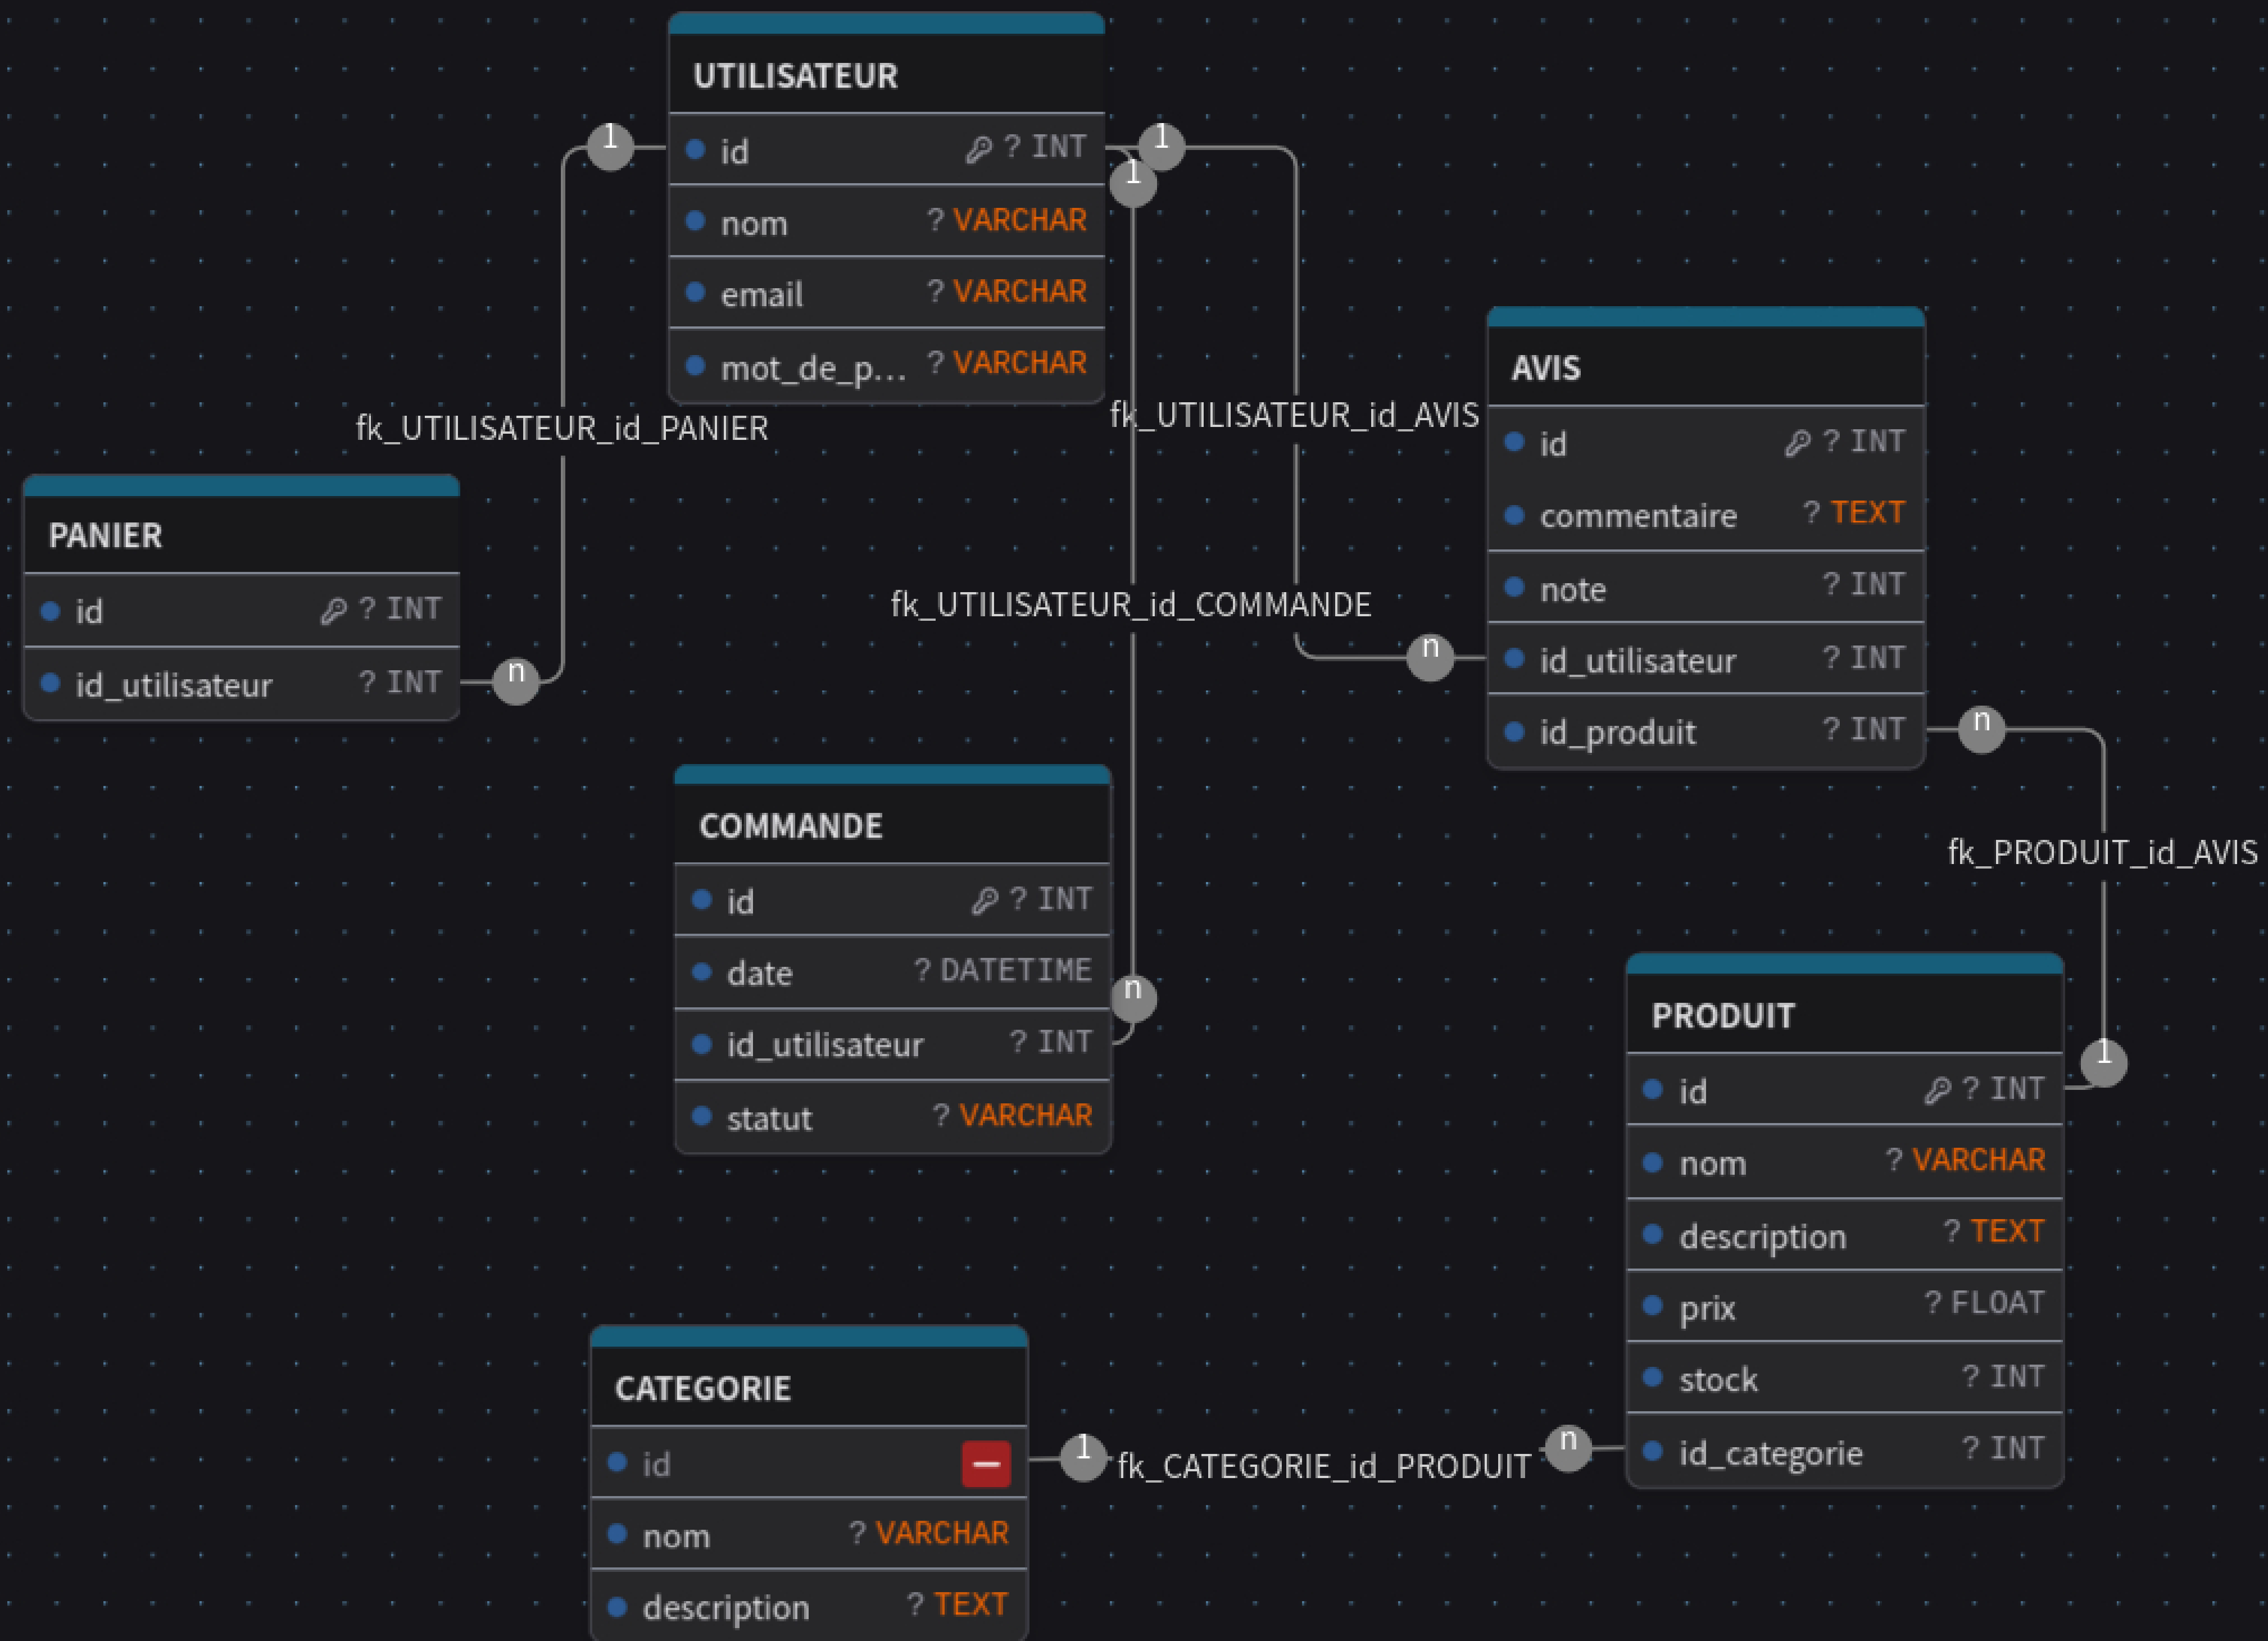 UTILISATEUR
id ? INT
nom ? VARCHAR
email ? VARCHAR
mot_de_p... ? VARCHAR
1
1
1
fk_UTILISATEUR_id_PANIER
fk_UTILISATEUR_id_AVIS
fk_UTILISATEUR_id_COMMANDE
PANIER
id ? INT
id_utilisateur ? INT
n
AVIS
id ? INT
commentaire ? TEXT
note ? INT
id_utilisateur ? INT
id_produit ? INT
n
n
fk_PRODUIT_id_AVIS
COMMANDE
id ? INT
date ? DATETIME
id_utilisateur ? INT
statut ? VARCHAR
n
PRODUIT
id ? INT
nom ? VARCHAR
description ? TEXT
prix ? FLOAT
stock ? INT
id_categorie ? INT
1
CATEGORIE
id
nom ? VARCHAR
description ? TEXT
1
fk_CATEGORIE_id_PRODUIT
n